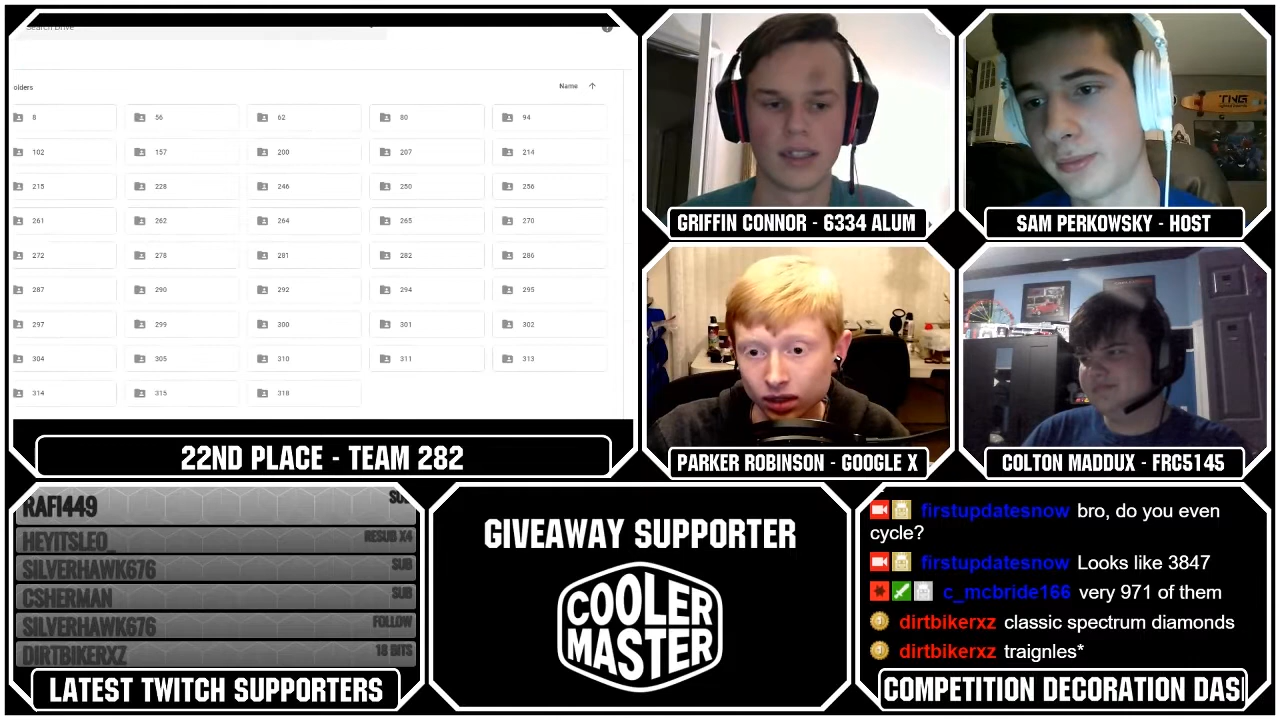 Search Drive
olders
Name
8 56 62 80 94
102 157 200 207 214
215 228 246 250 256
261 262 264 265 270
272 278 281 282 286
287 290 292 294 295
297 299 300 301 302
304 305 310 311 313
314 315 318
22ND PLACE - TEAM 282
GRIFFIN CONNOR - 6334 ALUM
TNG
SAM PERKOWSKY - HOST
PARKER ROBINSON - GOOGLE X
COLTON MADDUX - FRC5145
RAFI449 SUB
HEYITSLEO_ RESUB X4
SILVERHAWK676 SUB
CSHERMAN SUB
SILVERHAWK676 FOLLOW
DIRTBIKERXZ 18 BITS
LATEST TWITCH SUPPORTERS
GIVEAWAY SUPPORTER
COOLER
MASTER
firstupdatesnow bro, do you even
cycle?
firstupdatesnow Looks like 3847
c_mcbride166 very 971 of them
dirtbikerxz classic spectrum diamonds
dirtbikerxz traignles*
COMPETITION DECORATION DAS